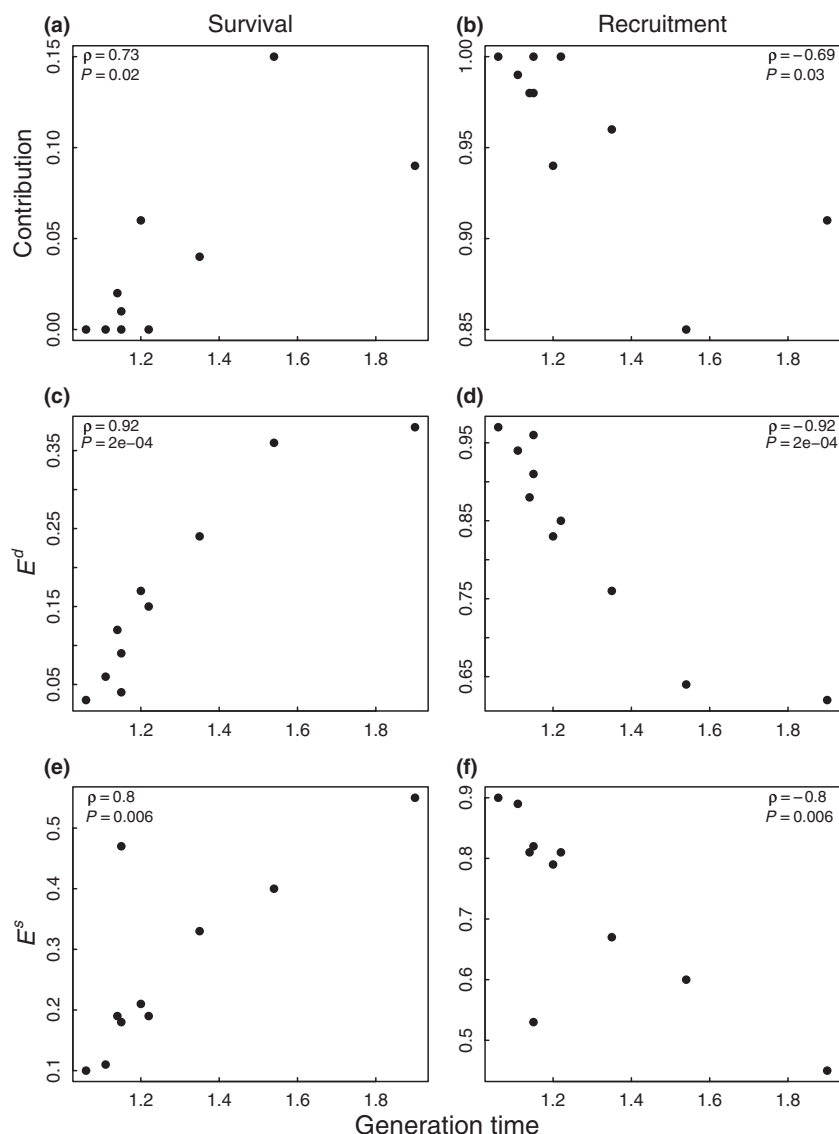 Survival
Recruitment
(a)
ρ = 0.73
P = 0.02
Contribution
0.00 0.05 0.10 0.15
1.2 1.4 1.6 1.8
(b)
ρ = −0.69
P = 0.03
0.85 0.90 0.95 1.00
1.2 1.4 1.6 1.8
(c)
ρ = 0.92
P = 2e−04
E^d
0.05 0.15 0.25 0.35
1.2 1.4 1.6 1.8
(d)
ρ = −0.92
P = 2e−04
0.65 0.75 0.85 0.95
1.2 1.4 1.6 1.8
(e)
ρ = 0.8
P = 0.006
E^s
0.1 0.2 0.3 0.4 0.5
1.2 1.4 1.6 1.8
(f)
ρ = −0.8
P = 0.006
0.5 0.6 0.7 0.8 0.9
1.2 1.4 1.6 1.8
Generation time